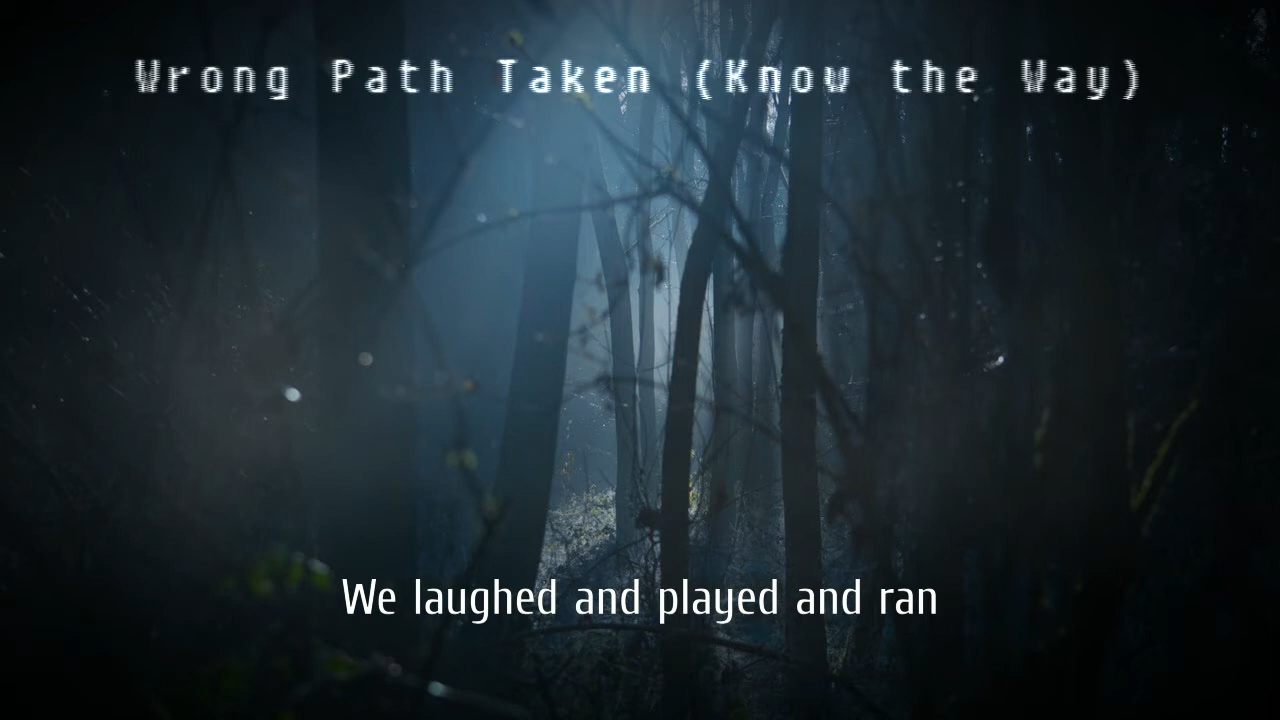 Wrong Path Taken (Know the Way)
We laughed and played and ran